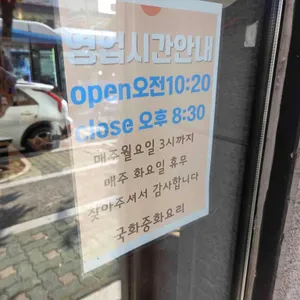 영업시간안내
open오전10:20
close 오후 8:30
매주월요일 3시까지
매주 화요일 휴무
찾아주셔서 감사합니다
국화중화요리